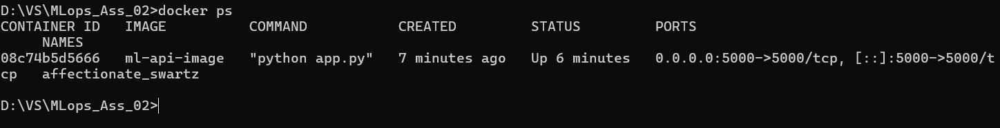 D:\VS\MLops_Ass_02>docker ps
CONTAINER ID   IMAGE          COMMAND           CREATED         STATUS         PORTS
     NAMES
08c74b5d5666   ml-api-image   "python app.py"   7 minutes ago   Up 6 minutes   0.0.0.0:5000->5000/tcp, [::]:5000->5000/t
cp   affectionate_swartz
D:\VS\MLops_Ass_02>